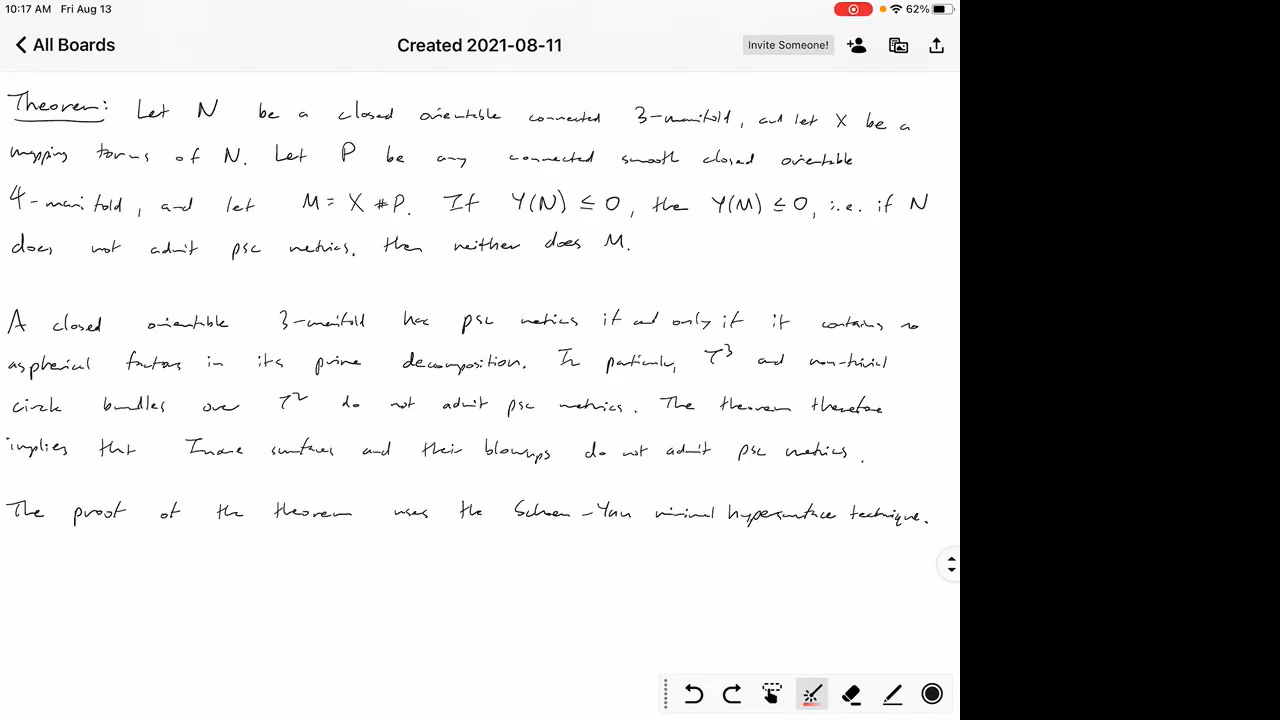 10:17 AM Fri Aug 13
62%
All Boards
Created 2021-08-11
Invite Someone!
Theorem: Let N be a closed orientable connected 3-manifold, and let X be a
mapping torus of N. Let P be any connected smooth closed orientable
4-manifold, and let M = X # P. If Y(N) ≤ 0, then Y(M) ≤ 0, i.e. if N
does not admit psc metrics, then neither does M.
A closed orientable 3-manifold has psc metrics if and only if it contains no
aspherical factors in its prime decomposition. In particular, T³ and non-trivial
circle bundles over T² do not admit psc metrics. The theorem therefore
implies that Inoue surfaces and their blowups do not admit psc metrics.
The proof of the theorem uses the Schoen-Yau minimal hypersurface technique.